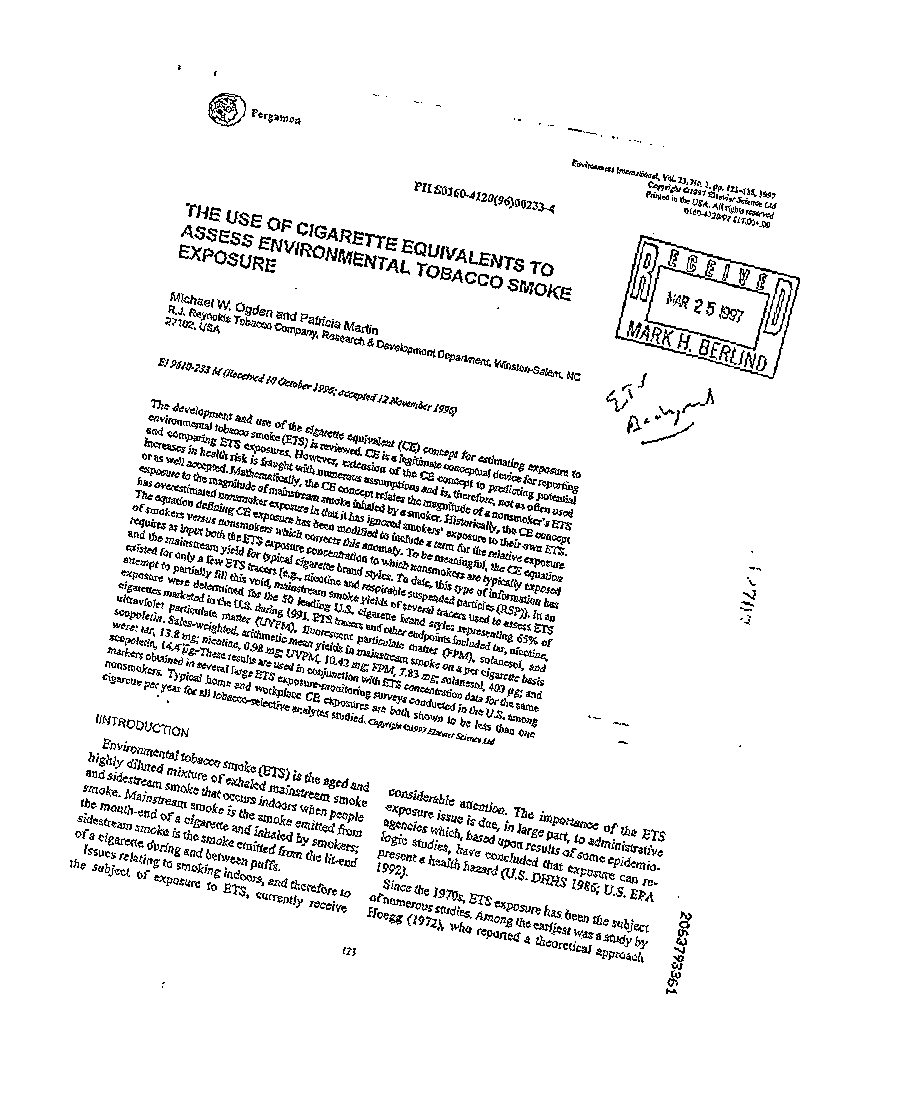 Pergamon
Environment International, Vol. 23, No. 1, pp. 123-138, 1997
Copyright ©1997 Elsevier Science Ltd
Printed in the USA. All rights reserved
0160-4120/97 $17.00+.00
PII S0160-4120(96)00233-4
THE USE OF CIGARETTE EQUIVALENTS TO
ASSESS ENVIRONMENTAL TOBACCO SMOKE
EXPOSURE
RECEIVED
MAR 25 1997
MARK H. BERLIND
Michael W. Ogden and Patricia Martin
R.J. Reynolds Tobacco Company, Research & Development Department, Winston-Salem, NC
27102, USA
ETS
Background
EI 9610-233 M (Received 10 October 1996; accepted 12 November 1996)
The development and use of the cigarette equivalent (CE) concept for estimating exposure to
environmental tobacco smoke (ETS) is reviewed. CE is a legitimate conceptual device for reporting
and comparing ETS exposures. However, extension of the CE concept to predicting potential
increases in health risk is fraught with numerous assumptions and is, therefore, not as often used
or as well accepted. Mathematically, the CE concept relates the magnitude of a nonsmoker's ETS
exposure to the magnitude of mainstream smoke inhaled by a smoker. Historically, the CE concept
has overestimated nonsmoker exposure in that it has ignored smokers' exposure to their own ETS.
The equation defining CE exposure has been modified to include a term for the relative exposure
of smokers versus nonsmokers which corrects this anomaly. To be meaningful, the CE equation
requires as input both the ETS exposure concentration to which nonsmokers are typically exposed
and the mainstream yield for typical cigarette brand styles. To date, this type of information has
existed for only a few ETS tracers [e.g., nicotine and respirable suspended particles (RSP)]. In an
attempt to partially fill this void, mainstream smoke yields of several tracers used to assess ETS
exposure were determined for the 50 leading U.S. cigarette brand styles representing 65% of
cigarettes marketed in the U.S. during 1991. ETS tracers and other endpoints included tar, nicotine,
ultraviolet particulate matter (UVPM), fluorescent particulate matter (FPM), solanesol, and
scopoletin. Sales-weighted, arithmetic mean yields in mainstream smoke on a per cigarette basis
were: tar, 13.8 mg; nicotine, 0.98 mg; UVPM, 10.42 mg; FPM, 7.83 mg; solanesol, 403 µg; and
scopoletin, 14.4 µg. These results are used in conjunction with ETS concentration data for the same
markers obtained in several large ETS exposure-monitoring surveys conducted in the U.S. among
nonsmokers. Typical home and workplace CE exposures are both shown to be less than one
cigarette per year for all tobacco-selective analytes studied. Copyright ©1997 Elsevier Science Ltd
INTRODUCTION
Environmental tobacco smoke (ETS) is the aged and
highly diluted mixture of exhaled mainstream smoke
and sidestream smoke that occurs indoors when people
smoke. Mainstream smoke is the smoke emitted from
the mouth-end of a cigarette and inhaled by smokers;
sidestream smoke is the smoke emitted from the lit-end
of a cigarette during and between puffs.
Issues relating to smoking indoors, and therefore to
the subject of exposure to ETS, currently receive
considerable attention. The importance of the ETS
exposure issue is due, in large part, to administrative
agencies which, based upon results of some epidemio-
logic studies, have concluded that exposure can re-
present a health hazard (U.S. DHHS 1986; U.S. EPA
1992).
Since the 1970s, ETS exposure has been the subject
of numerous studies. Among the earliest was a study by
Hoegg (1972), who reported a theoretical approach
123
2063793361